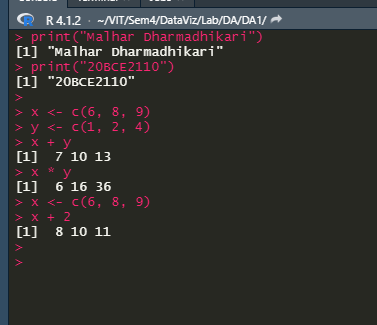 R 4.1.2 · ~/VIT/Sem4/DataViz/Lab/DA/DA1/
> print("Malhar Dharmadhikari")
[1] "Malhar Dharmadhikari"
> print("20BCE2110")
[1] "20BCE2110"
>
> x <- c(6, 8, 9)
> y <- c(1, 2, 4)
> x + y
[1]  7 10 13
> x * y
[1]  6 16 36
> x <- c(6, 8, 9)
> x + 2
[1]  8 10 11
>
>